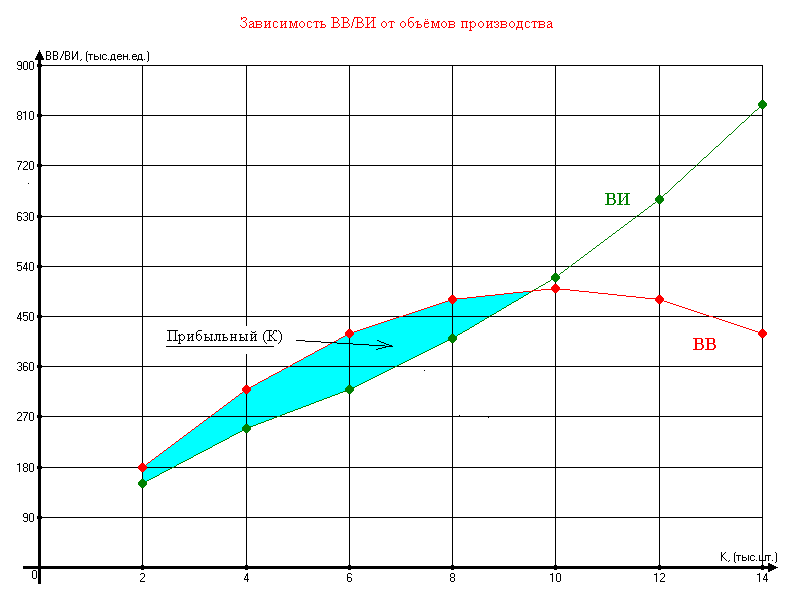 Зависимость ВВ/ВИ от объёмов производства
ВВ/ВИ, (тыс.ден.ед.)
900
810
720
630
540
450
360
270
180
90
0
ВИ
Прибыльный (К)
ВВ
К, (тыс.шт.)
2 4 6 8 10 12 14